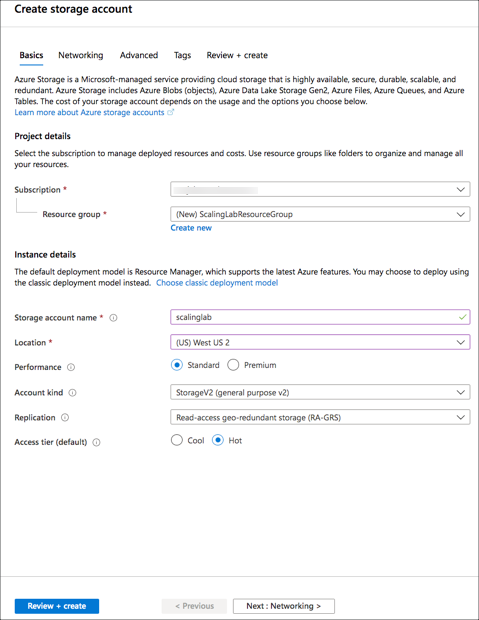 Create storage account
Basics Networking Advanced Tags Review + create
Azure Storage is a Microsoft-managed service providing cloud storage that is highly available, secure, durable, scalable, and
redundant. Azure Storage includes Azure Blobs (objects), Azure Data Lake Storage Gen2, Azure Files, Azure Queues, and Azure
Tables. The cost of your storage account depends on the usage and the options you choose below.
Learn more about Azure storage accounts
Project details
Select the subscription to manage deployed resources and costs. Use resource groups like folders to organize and manage all
your resources.
Subscription *
Resource group * (New) ScalingLabResourceGroup
Create new
Instance details
The default deployment model is Resource Manager, which supports the latest Azure features. You may choose to deploy using
the classic deployment model instead. Choose classic deployment model
Storage account name * scalinglab
Location * (US) West US 2
Performance Standard Premium
Account kind StorageV2 (general purpose v2)
Replication Read-access geo-redundant storage (RA-GRS)
Access tier (default) Cool Hot
Review + create < Previous Next : Networking >